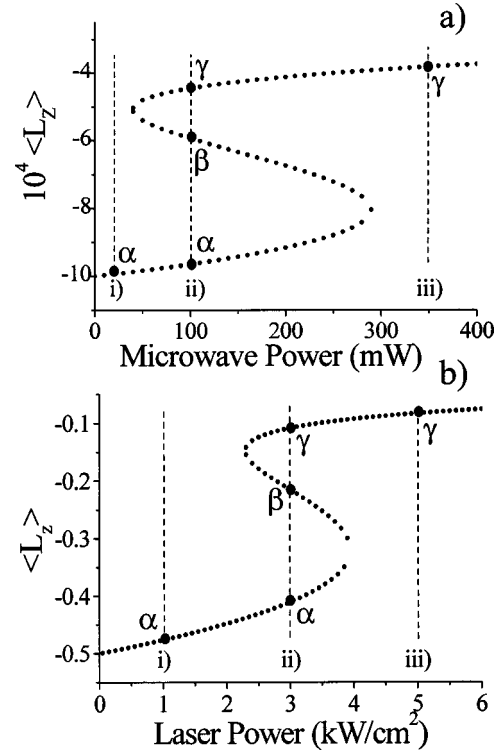 a)
-4
-6
-8
-10
10⁴ <L_Z>
γ
γ
β
α
α
i)
ii)
iii)
0
100
200
300
400
Microwave Power (mW)
b)
-0.1
-0.2
-0.3
-0.4
-0.5
<L_z>
γ
γ
β
α
α
i)
ii)
iii)
0
1
2
3
4
5
6
Laser Power (kW/cm²)